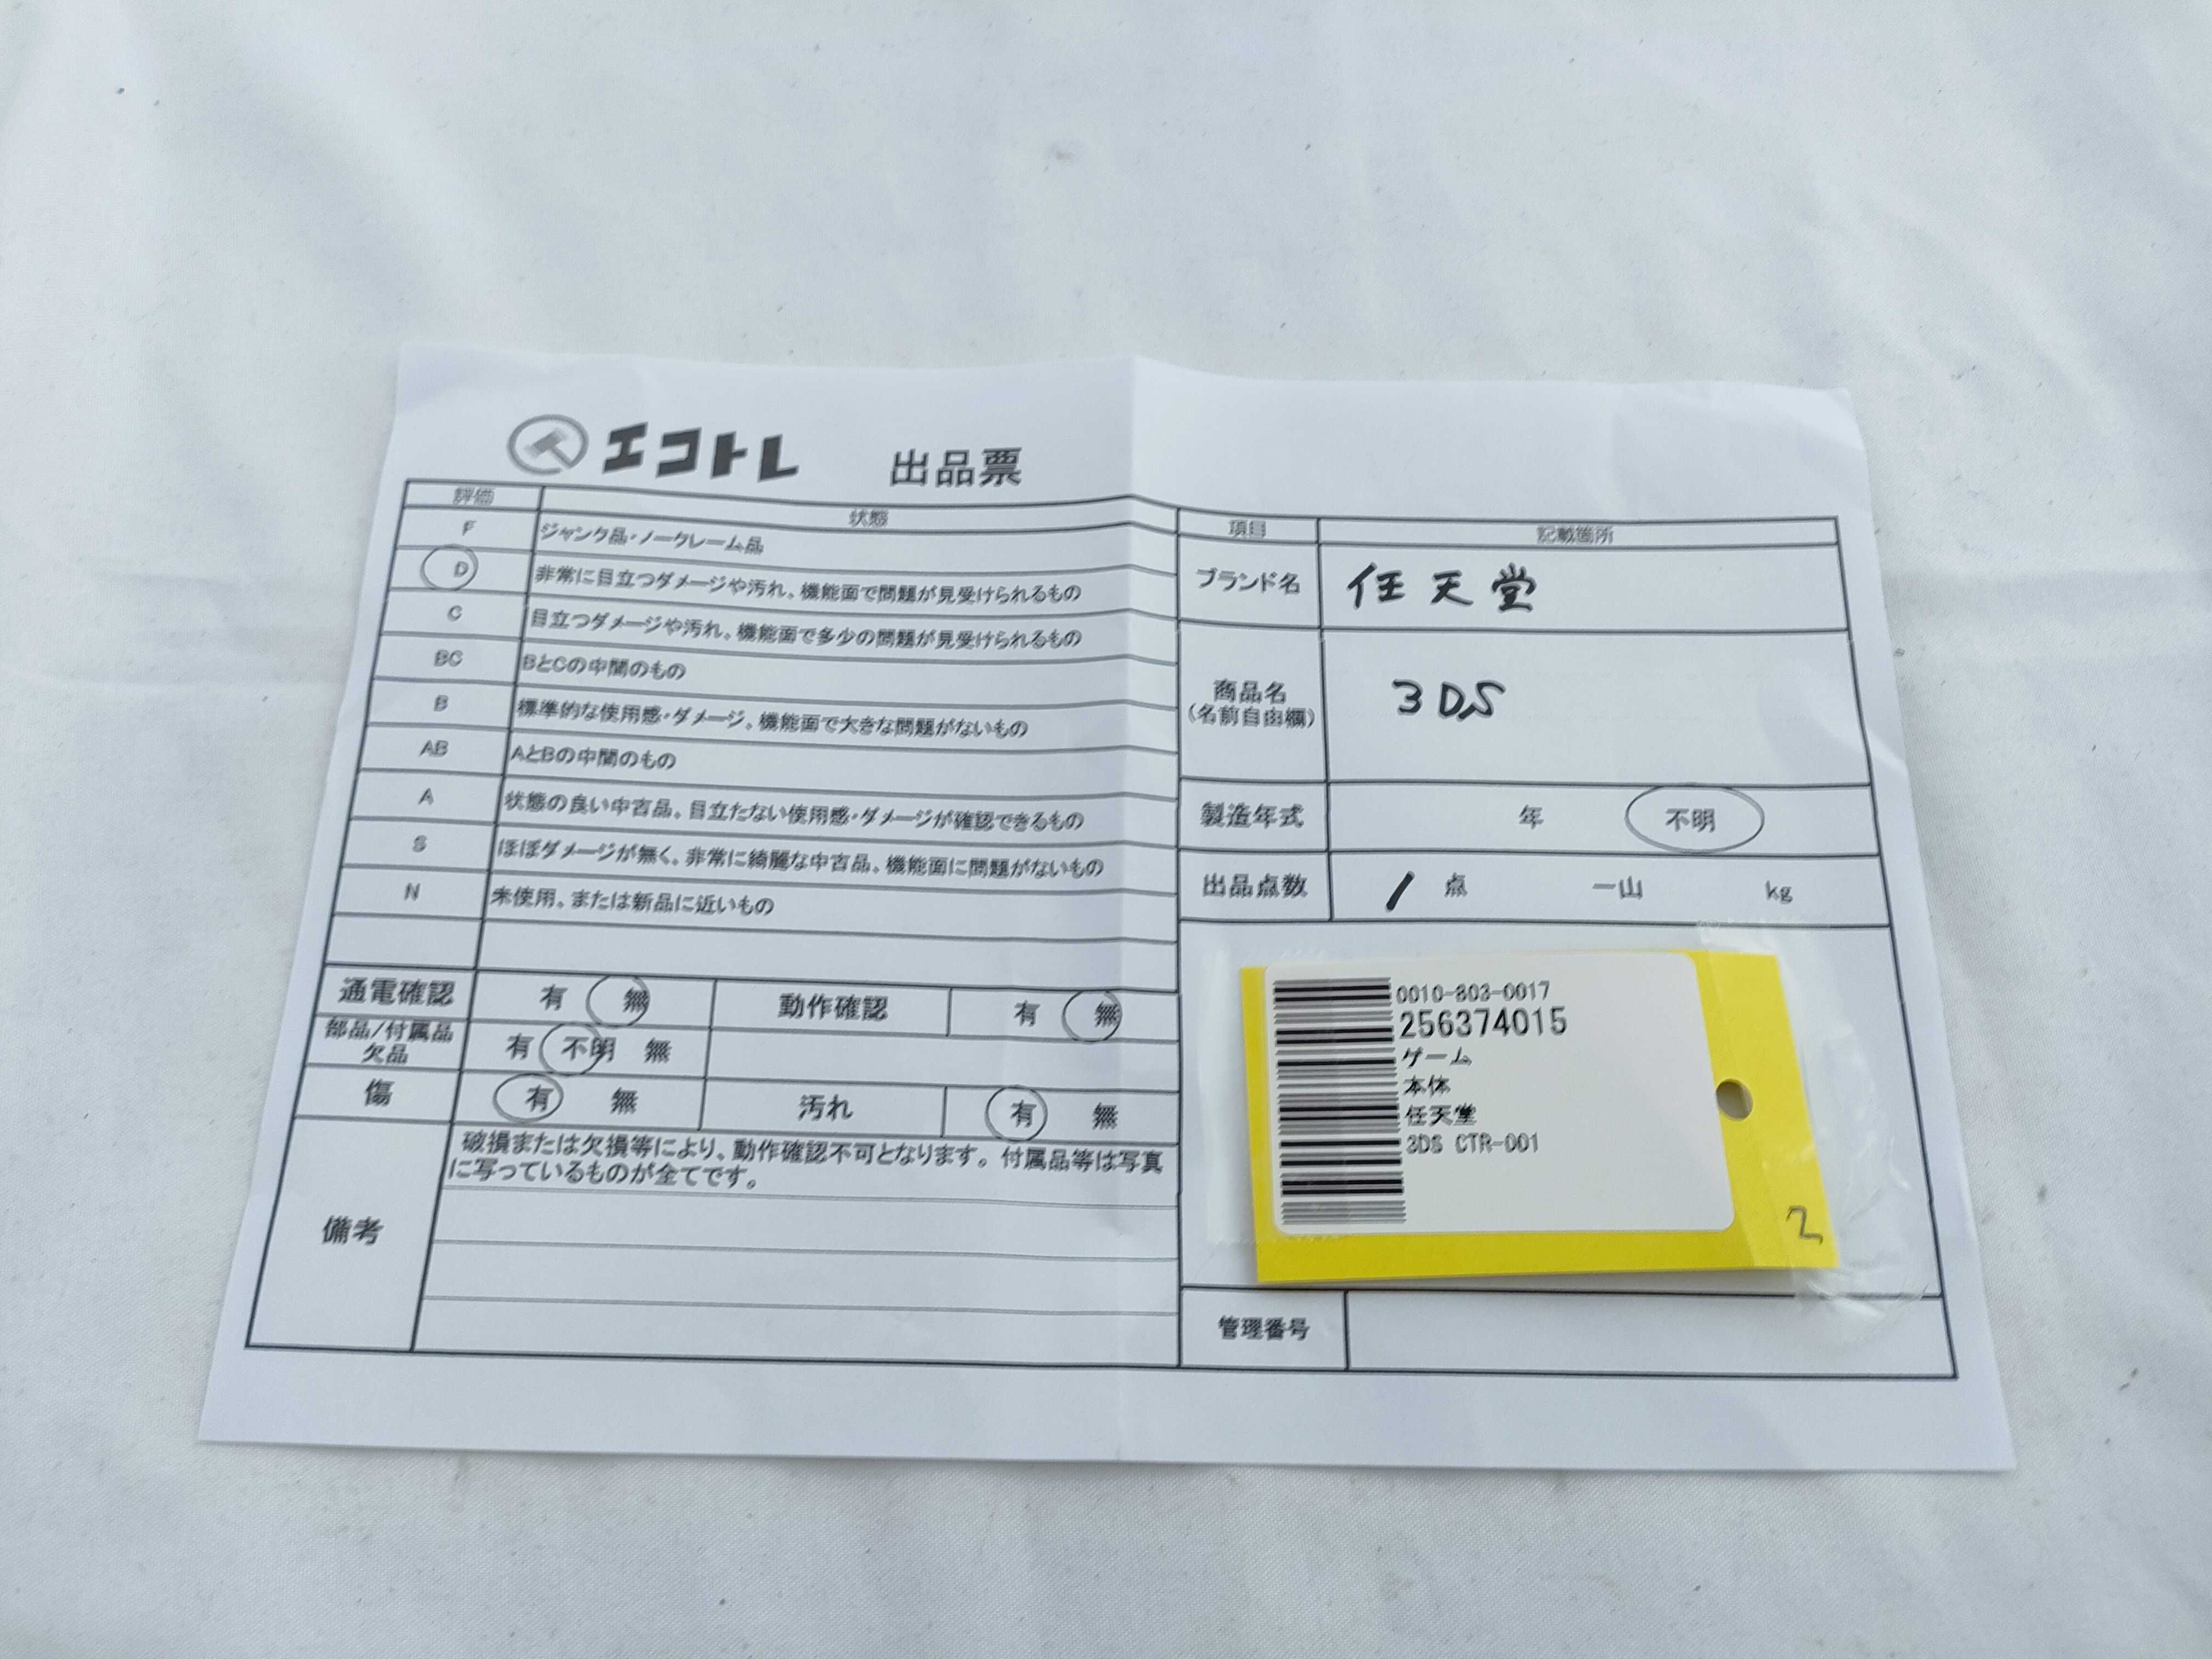 エコトレ 出品票
評価 状態
F ジャンク品・ノークレーム品
D 非常に目立つダメージや汚れ、機能面で問題が見受けられるもの
C 目立つダメージや汚れ、機能面で多少の問題が見受けられるもの
BC BとCの中間のもの
B 標準的な使用感・ダメージ、機能面で大きな問題がないもの
AB AとBの中間のもの
A 状態の良い中古品、目立たない使用感・ダメージが確認できるもの
S ほぼダメージが無く、非常に綺麗な中古品、機能面に問題がないもの
N 未使用、または新品に近いもの
通電確認 有 無 動作確認 有 無
部品/付属品
欠品 有 不明 無
傷 有 無 汚れ 有 無
備考
破損または欠損等により、動作確認不可となります。付属品等は写真
に写っているものが全てです。
項目 記載箇所
ブランド名 任天堂
商品名
(名前自由欄) 3DS
製造年式 年 不明
出品点数 1 点 一山 kg
0010-803-0017
256374015
ゲーム
本体
任天堂
3DS CTR-001
2
管理番号